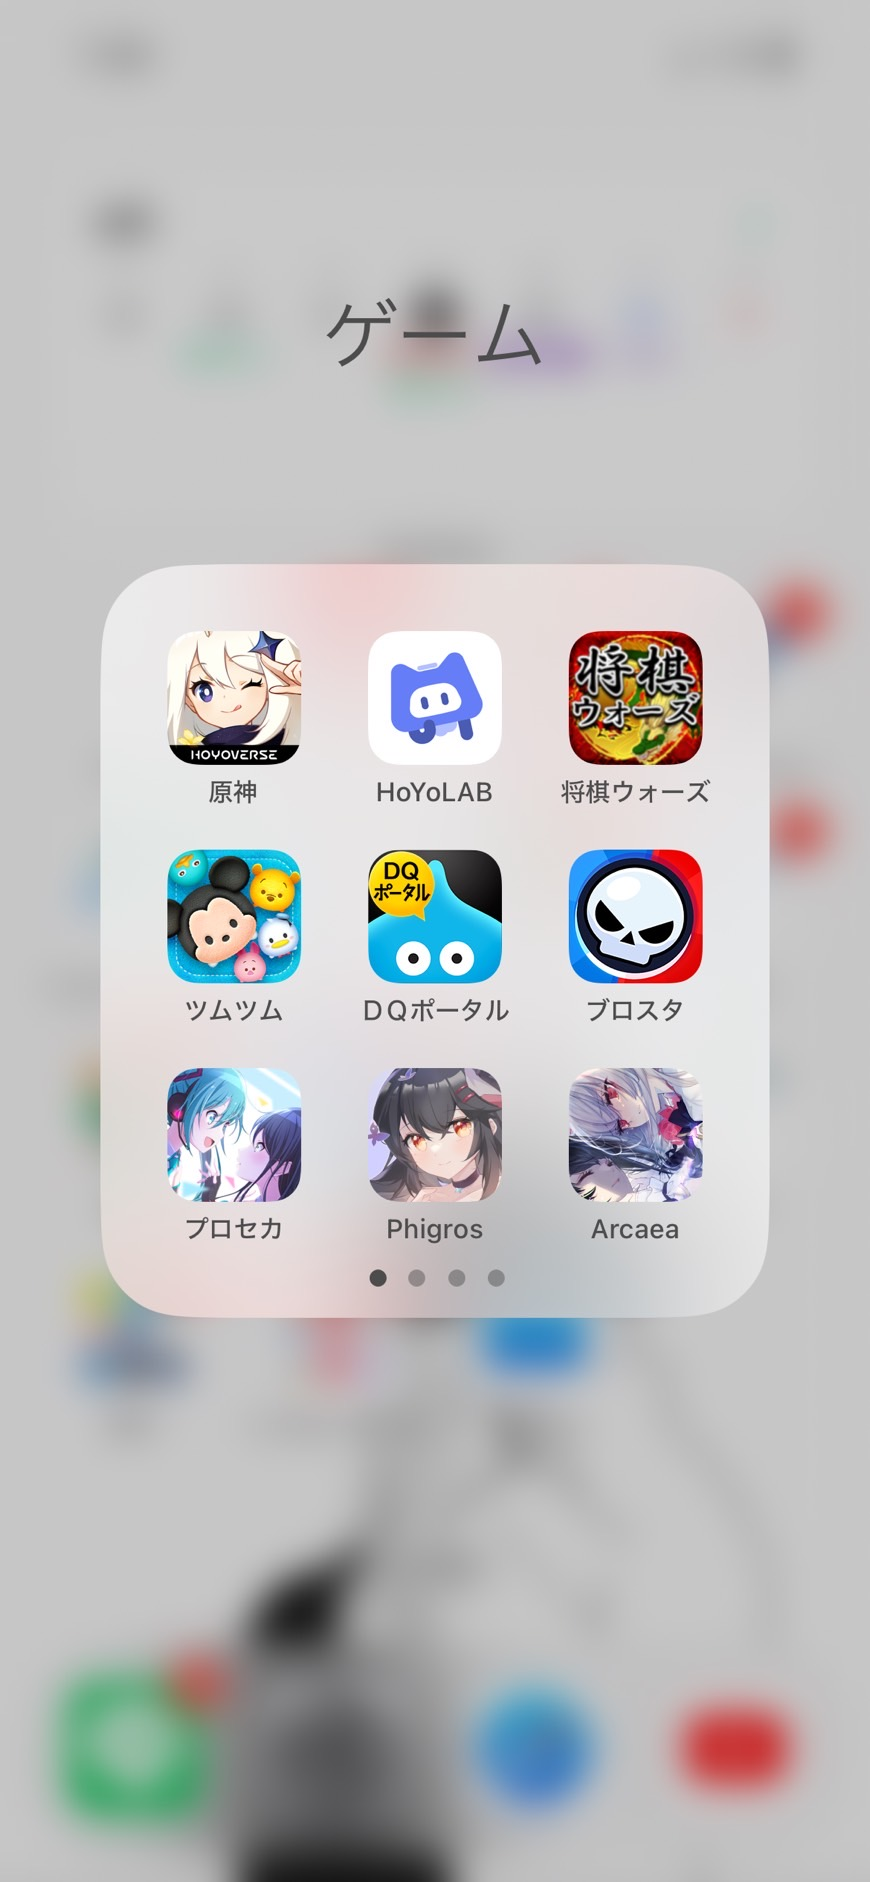 ゲーム
HOYOVERSE
原神
HoYoLAB
将棋
ウォーズ
将棋ウォーズ
ツムツム
DQ
ポータル
ＤＱポータル
ブロスタ
プロセカ
Phigros
Arcaea